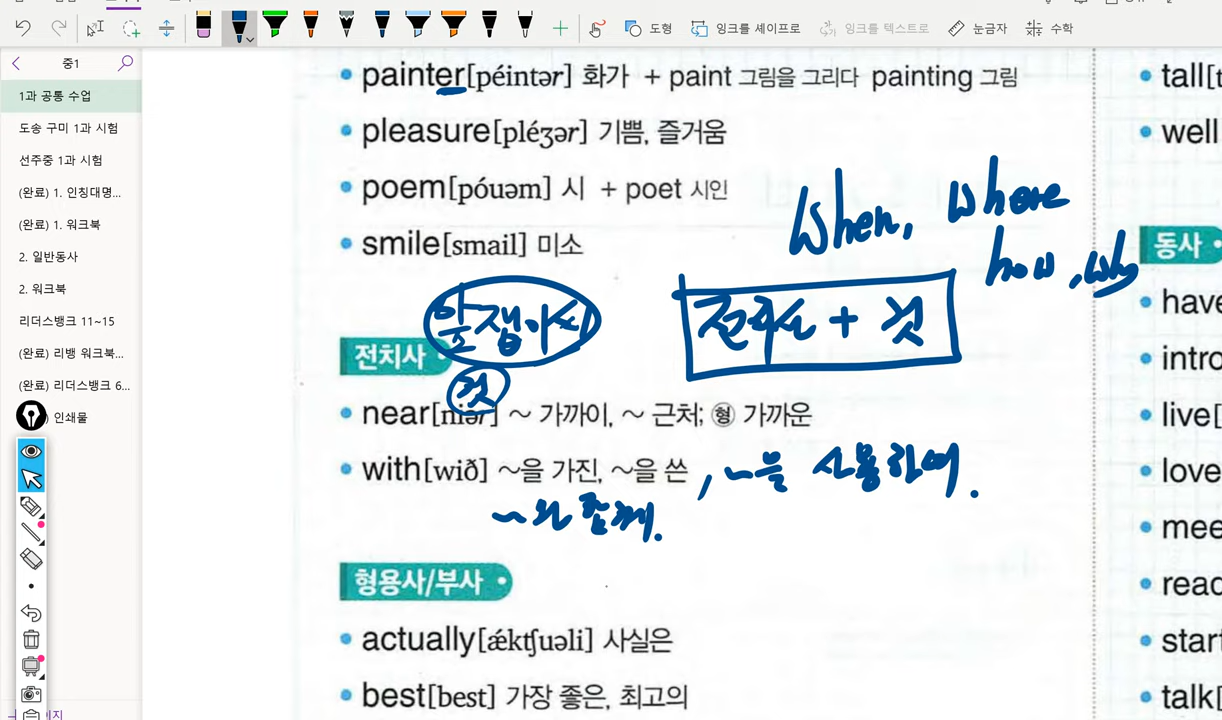 도형
잉크를 셰이프로
잉크를 텍스트로
눈금자
수학
중1
1과 공통 수업
도송 구미 1과 시험
선주중 1과 시험
(완료) 1. 인칭대명...
(완료) 1. 워크북
2. 일반동사
2. 워크북
리더스뱅크 11~15
(완료) 리뱅 워크북...
(완료) 리더스뱅크 6...
인쇄물
painter[péintər] 화가 + paint 그림을 그리다 painting 그림
pleasure[pléʒər] 기쁨, 즐거움
poem[póuəm] 시 + poet 시인
smile[smail] 미소
when, where
how, why
앞잽이씨
전주소 + 것
전치사
것
near[niər] ~ 가까이, ~ 근처; 형 가까운
with[wið] ~을 가진, ~을 쓴, ~을 사용하여.
~와 함께.
형용사/부사
actually[ǽktʃuəli] 사실은
best[best] 가장 좋은, 최고의
tall[t
well
동사
have
intro
live[
love
mee
read
start
talk[